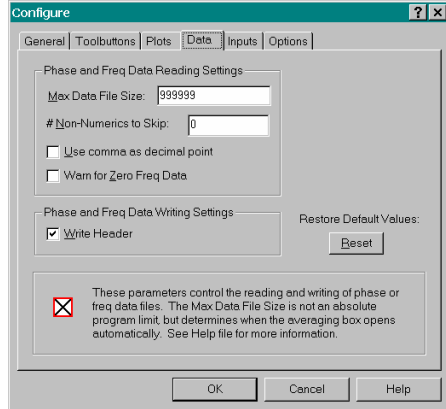 Configure
General Toolbuttons Plots Data Inputs Options
Phase and Freq Data Reading Settings
Max Data File Size: 999999
# Non-Numerics to Skip: 0
Use comma as decimal point
Warn for Zero Freq Data
Phase and Freq Data Writing Settings
Write Header
Restore Default Values:
Reset
These parameters control the reading and writing of phase or
freq data files. The Max Data File Size is not an absolute
program limit, but determines when the averaging box opens
automatically. See Help file for more information.
OK Cancel Help